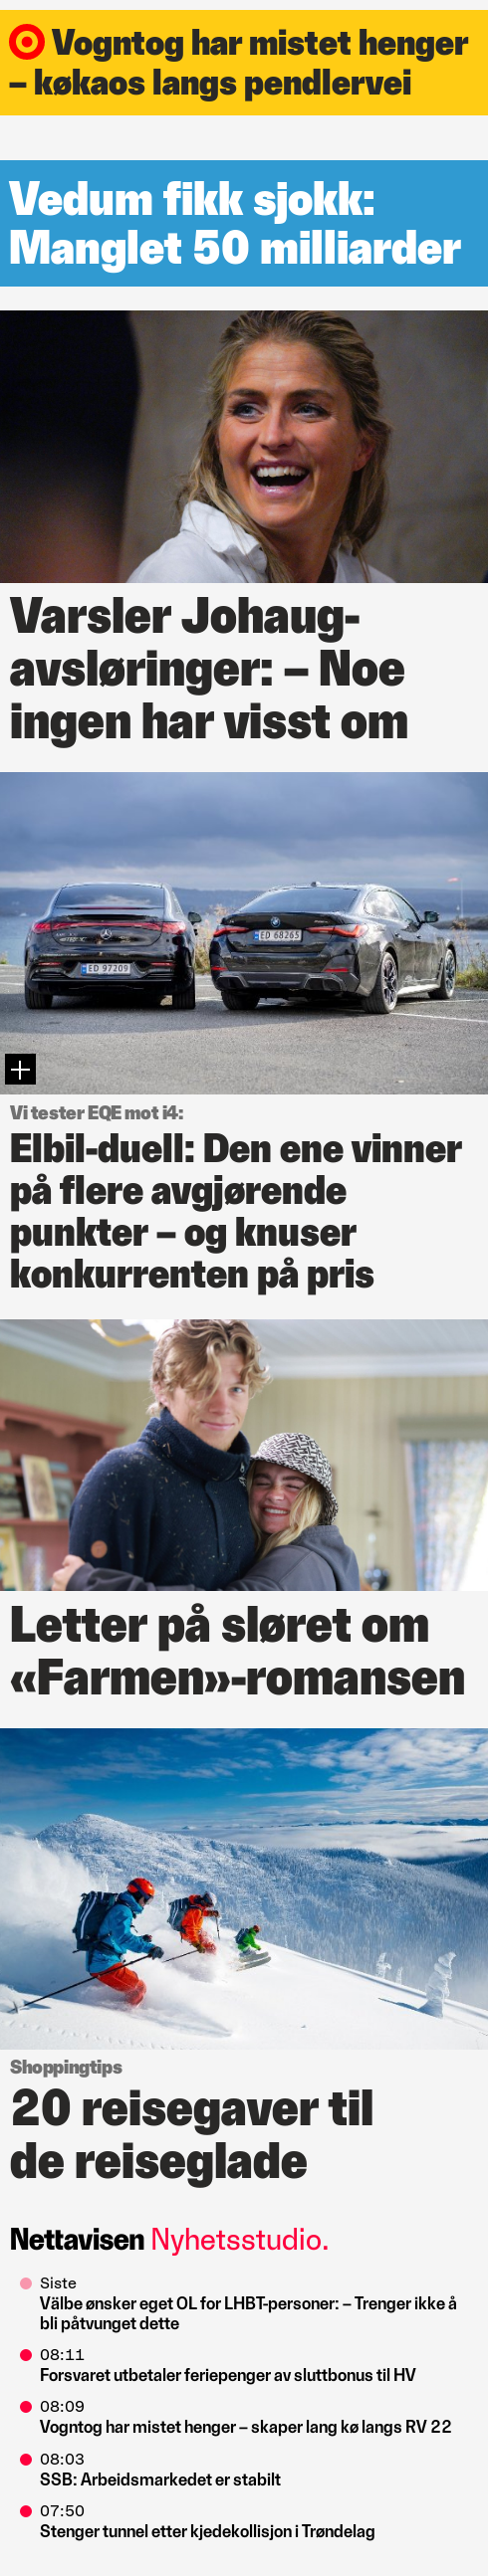 Vogntog har mistet henger
– køkaos langs pendlervei
Vedum fikk sjokk:
Manglet 50 milliarder
Varsler Johaug-
avsløringer: – Noe
ingen har visst om
ED 97209
ED 68265
Vi tester EQE mot i4:
Elbil-duell: Den ene vinner
på flere avgjørende
punkter – og knuser
konkurrenten på pris
Letter på sløret om
«Farmen»-romansen
Shoppingtips
20 reisegaver til
de reiseglade
Nettavisen Nyhetsstudio.
Siste
Välbe ønsker eget OL for LHBT-personer: – Trenger ikke å
bli påtvunget dette
08:11
Forsvaret utbetaler feriepenger av sluttbonus til HV
08:09
Vogntog har mistet henger – skaper lang kø langs RV 22
08:03
SSB: Arbeidsmarkedet er stabilt
07:50
Stenger tunnel etter kjedekollisjon i Trøndelag